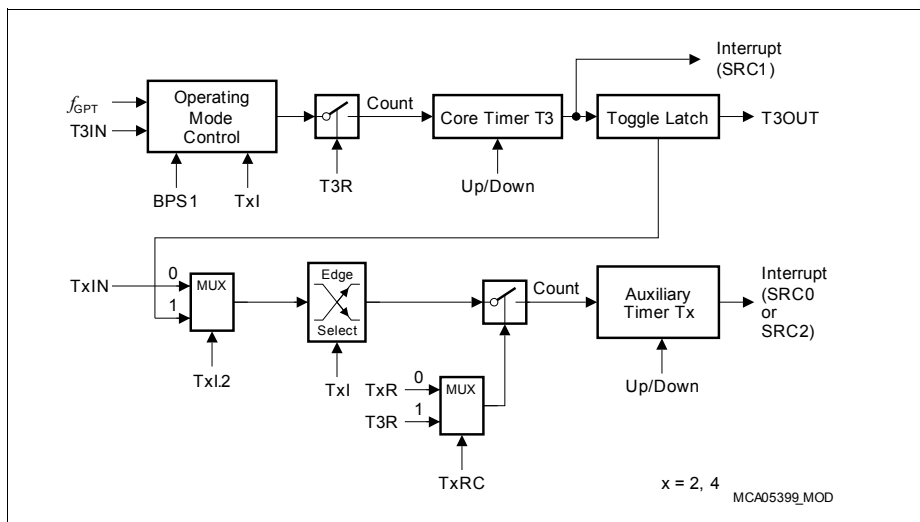 Interrupt
(SRC1)
fGPT
T3IN
Operating
Mode
Control
Count
Core Timer T3
Toggle Latch
T3OUT
BPS1
TxI
T3R
Up/Down
TxIN
0
1
MUX
Edge
Select
Count
Auxiliary
Timer Tx
Interrupt
(SRC0
or
SRC2)
TxI.2
TxI
TxR
0
T3R
1
MUX
Up/Down
TxRC
x = 2, 4
MCA05399_MOD